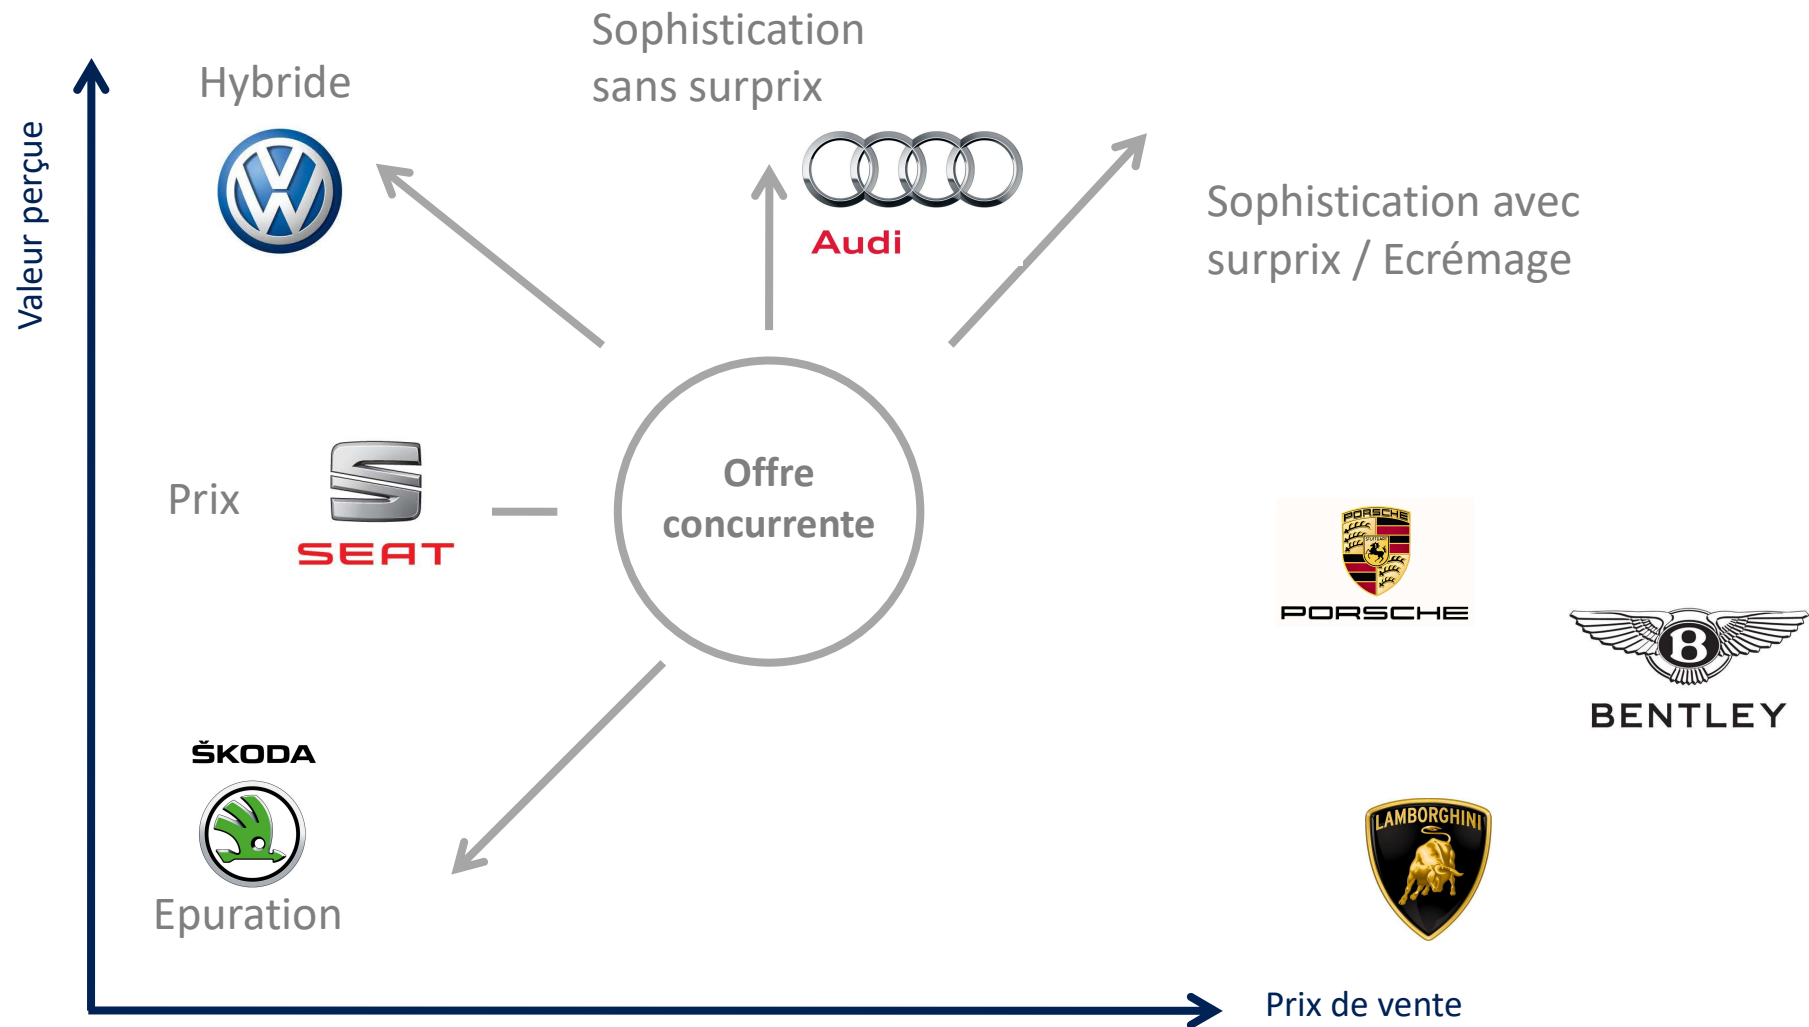 Sophistication
sans surprix
Hybride
Valeur perçue
Audi
Sophistication avec
surprix / Ecrémage
Offre
concurrente
Prix
SEAT
PORSCHE
PORSCHE
B
BENTLEY
ŠKODA
LAMBORGHINI
Epuration
Prix de vente